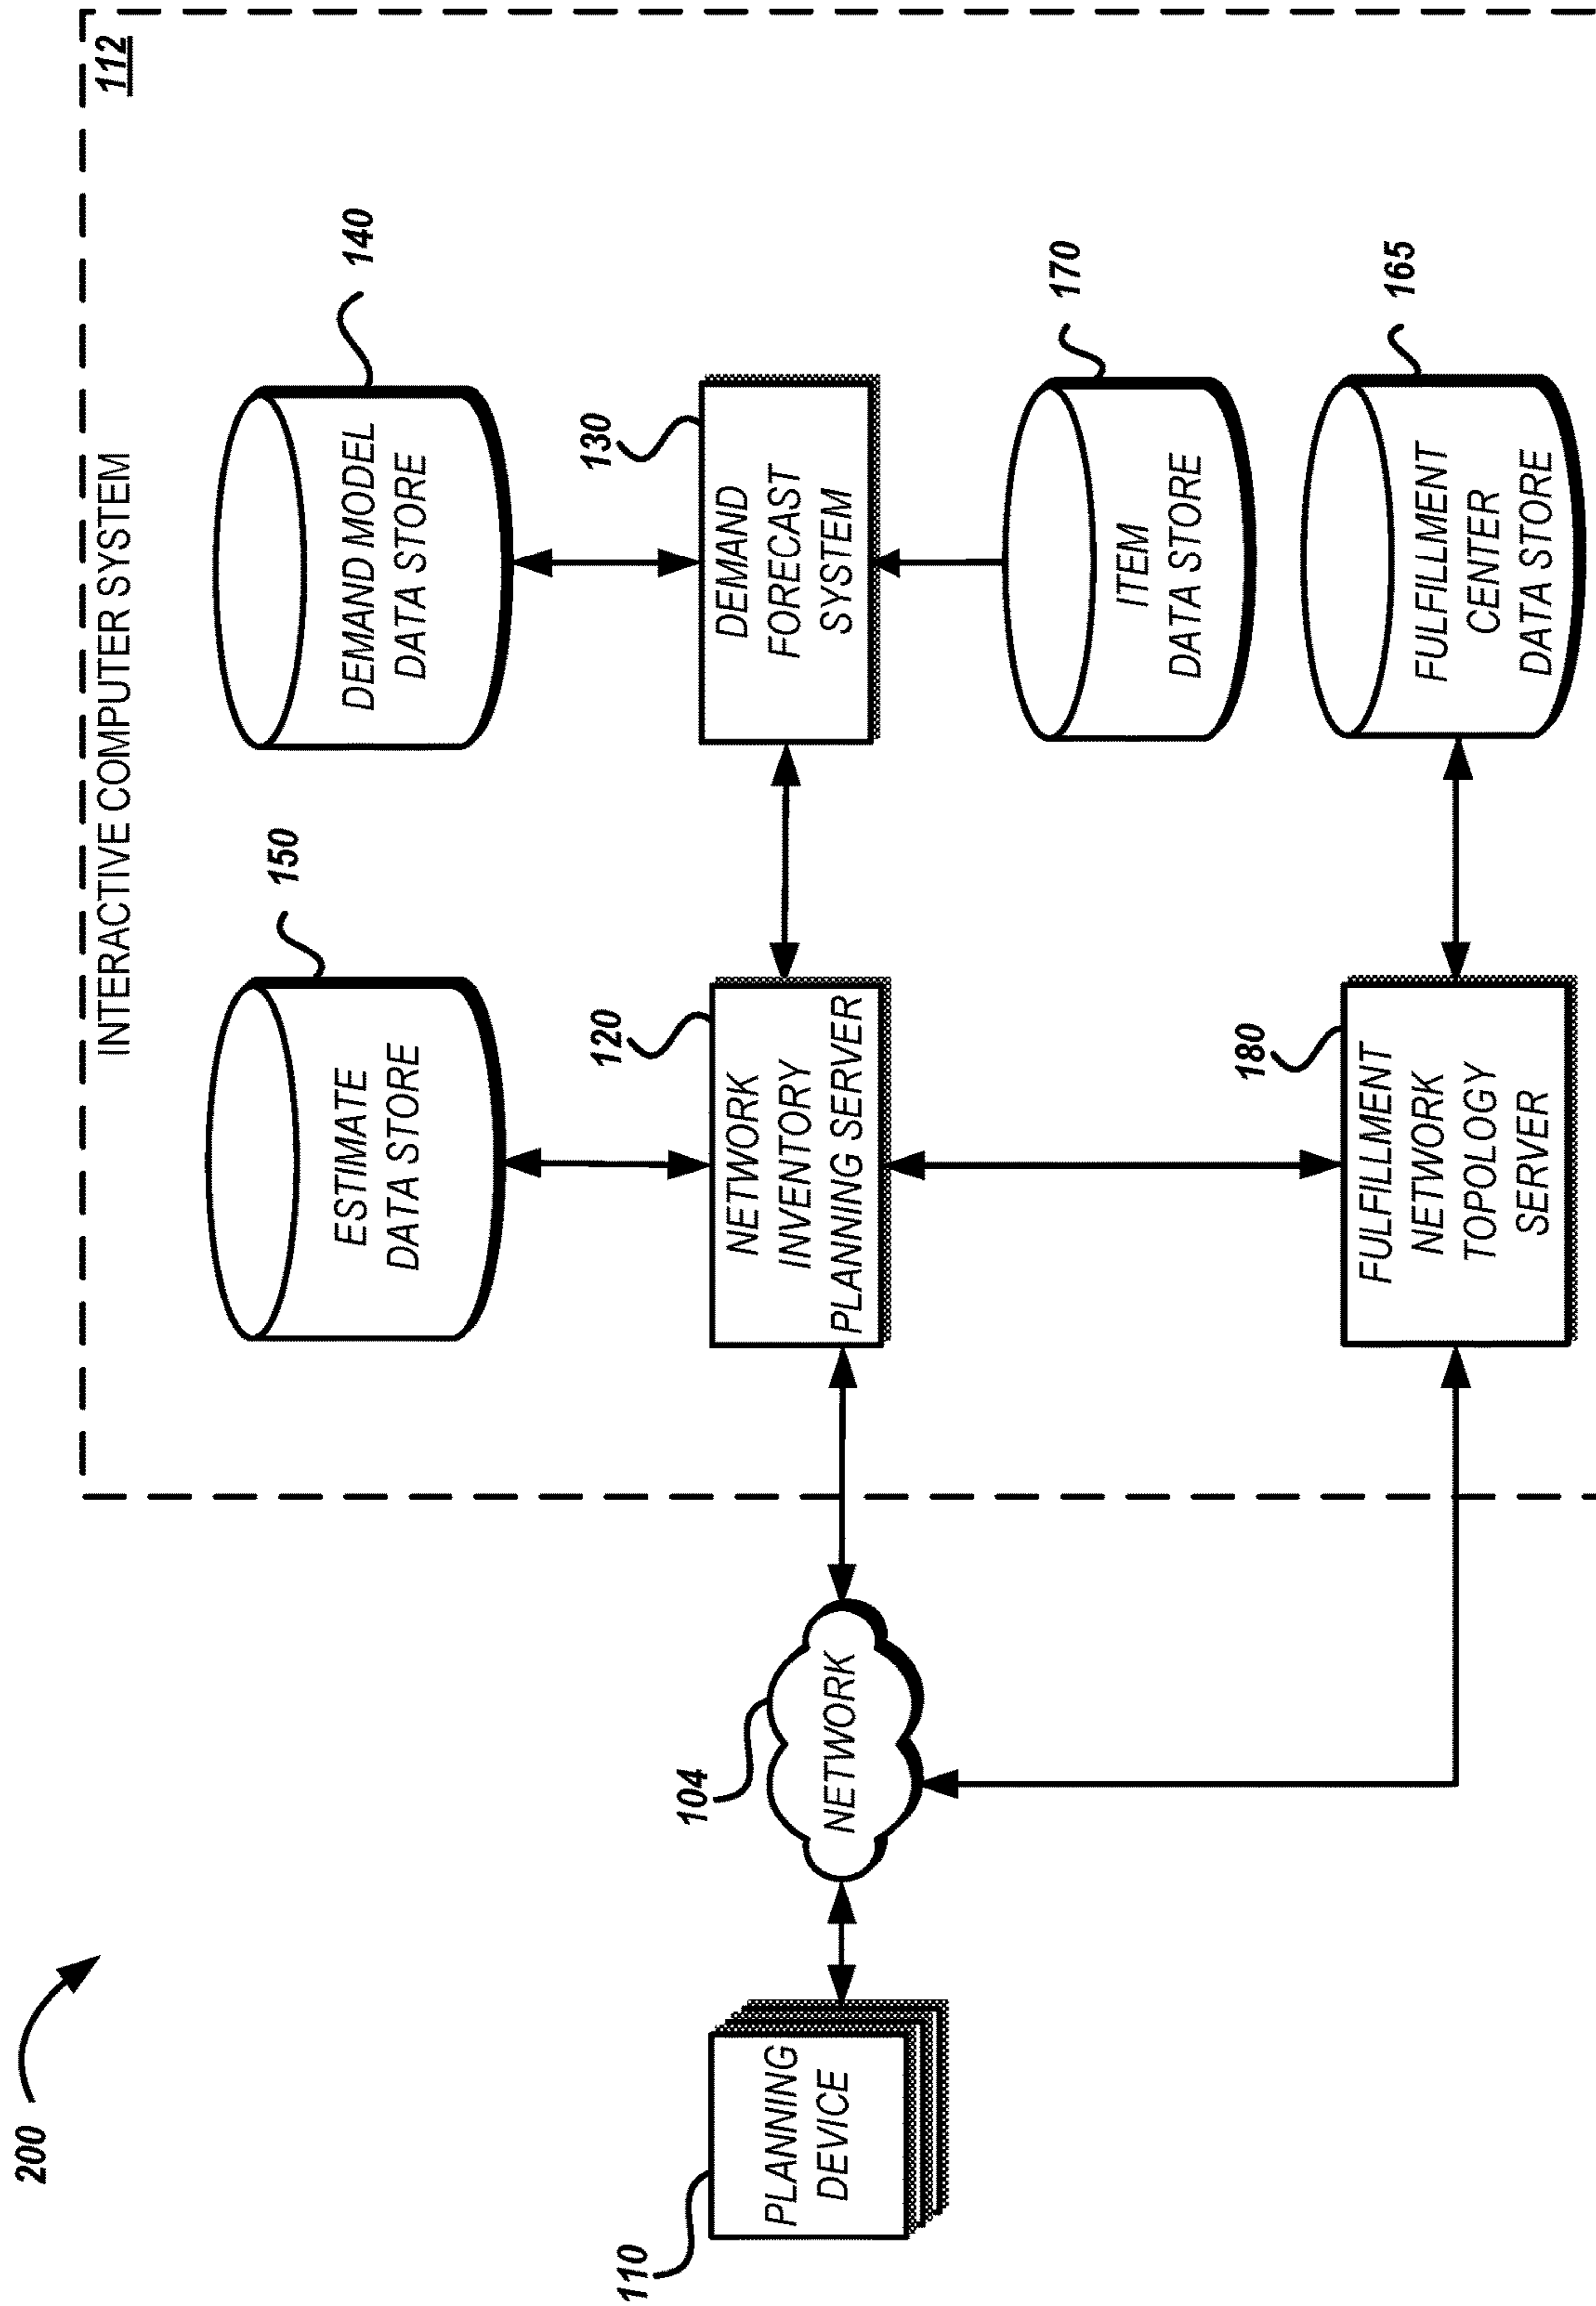 200
INTERACTIVE COMPUTER SYSTEM
112
150
140
ESTIMATE
DATA STORE
DEMAND MODEL
DATA STORE
110
PLANNING
DEVICE
104
NETWORK
120
NETWORK
INVENTORY
PLANNING SERVER
130
DEMAND
FORECAST
SYSTEM
170
ITEM
DATA STORE
180
FULFILLMENT
NETWORK
TOPOLOGY
SERVER
165
FULFILLMENT
CENTER
DATA STORE